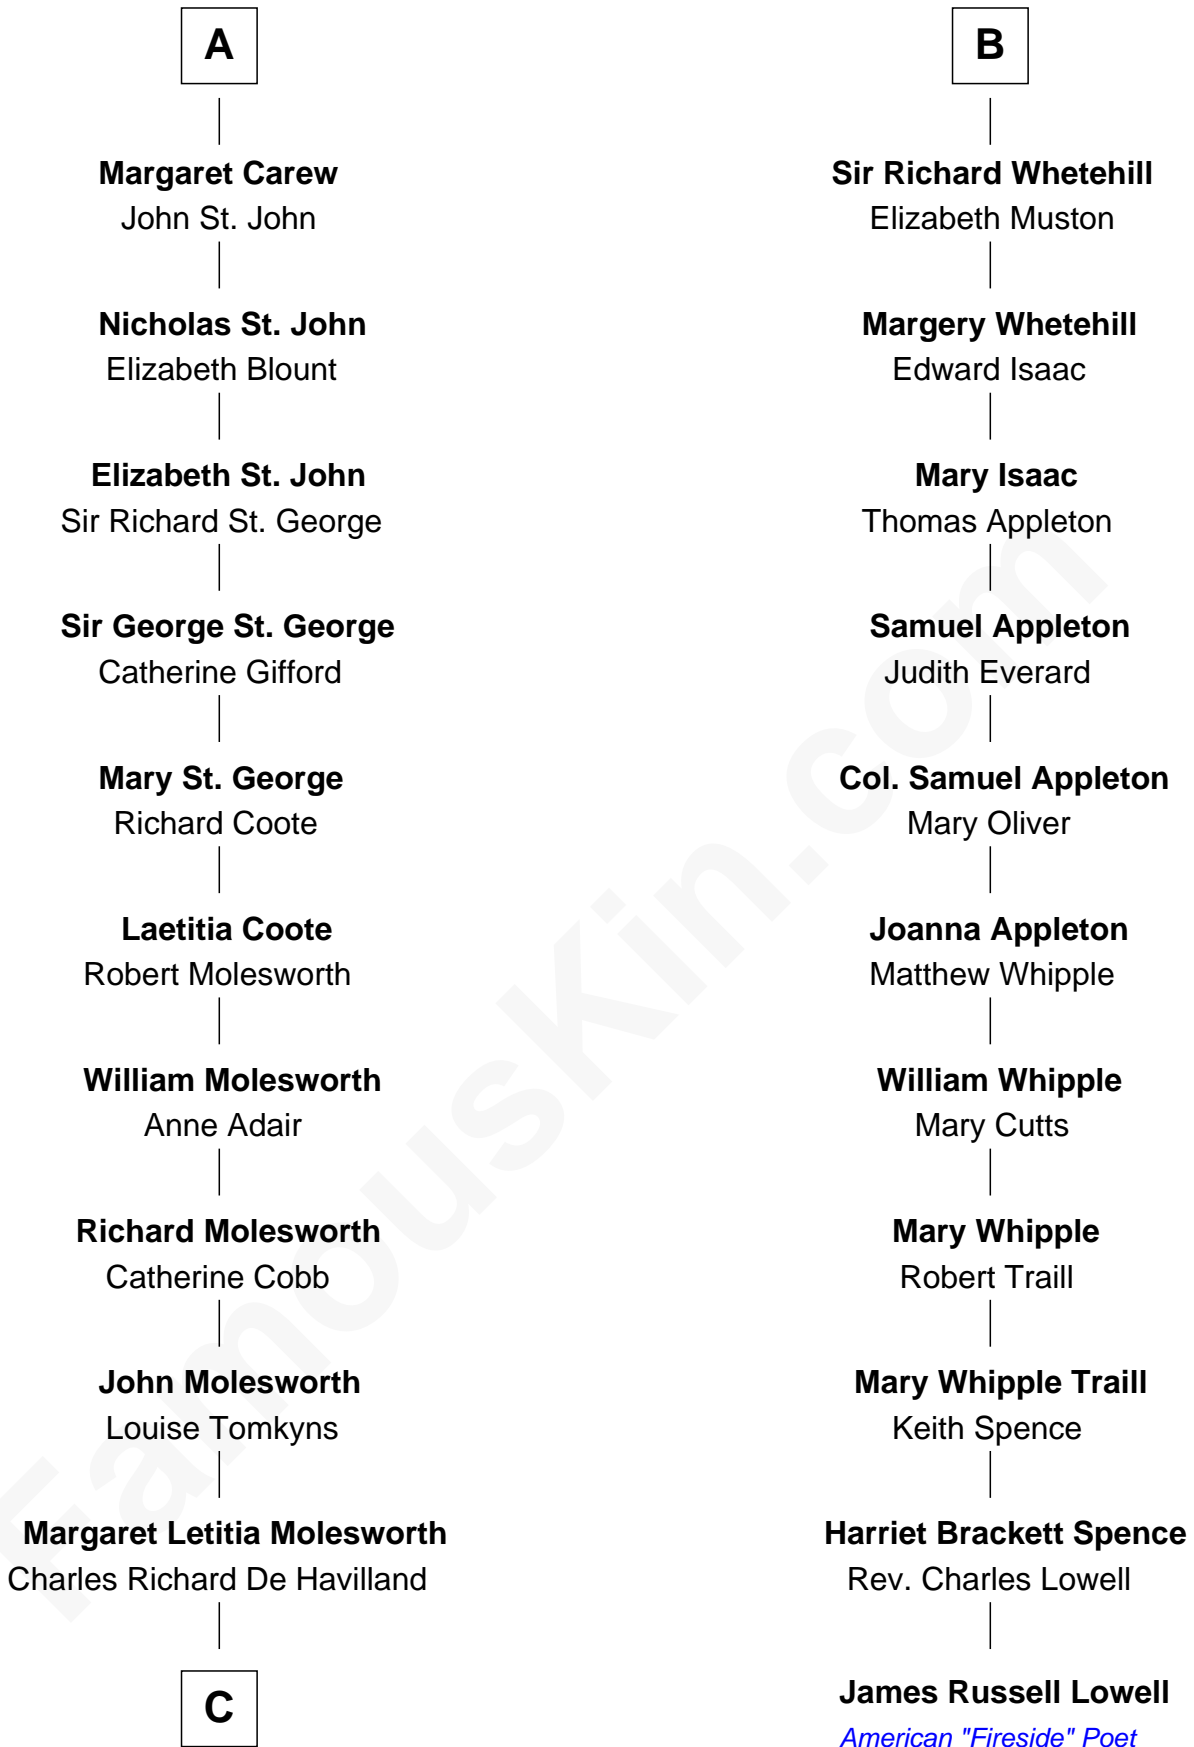 A
Margaret Carew
John St. John
Nicholas St. John
Elizabeth Blount
Elizabeth St. John
Sir Richard St. George
Sir George St. George
Catherine Gifford
Mary St. George
Richard Coote
Laetitia Coote
Robert Molesworth
William Molesworth
Anne Adair
Richard Molesworth
Catherine Cobb
John Molesworth
Louise Tomkyns
Margaret Letitia Molesworth
Charles Richard De Havilland
C
B
Sir Richard Whetehill
Elizabeth Muston
Margery Whetehill
Edward Isaac
Mary Isaac
Thomas Appleton
Samuel Appleton
Judith Everard
Col. Samuel Appleton
Mary Oliver
Joanna Appleton
Matthew Whipple
William Whipple
Mary Cutts
Mary Whipple
Robert Traill
Mary Whipple Traill
Keith Spence
Harriet Brackett Spence
Rev. Charles Lowell
James Russell Lowell
American "Fireside" Poet
FamousKin.com